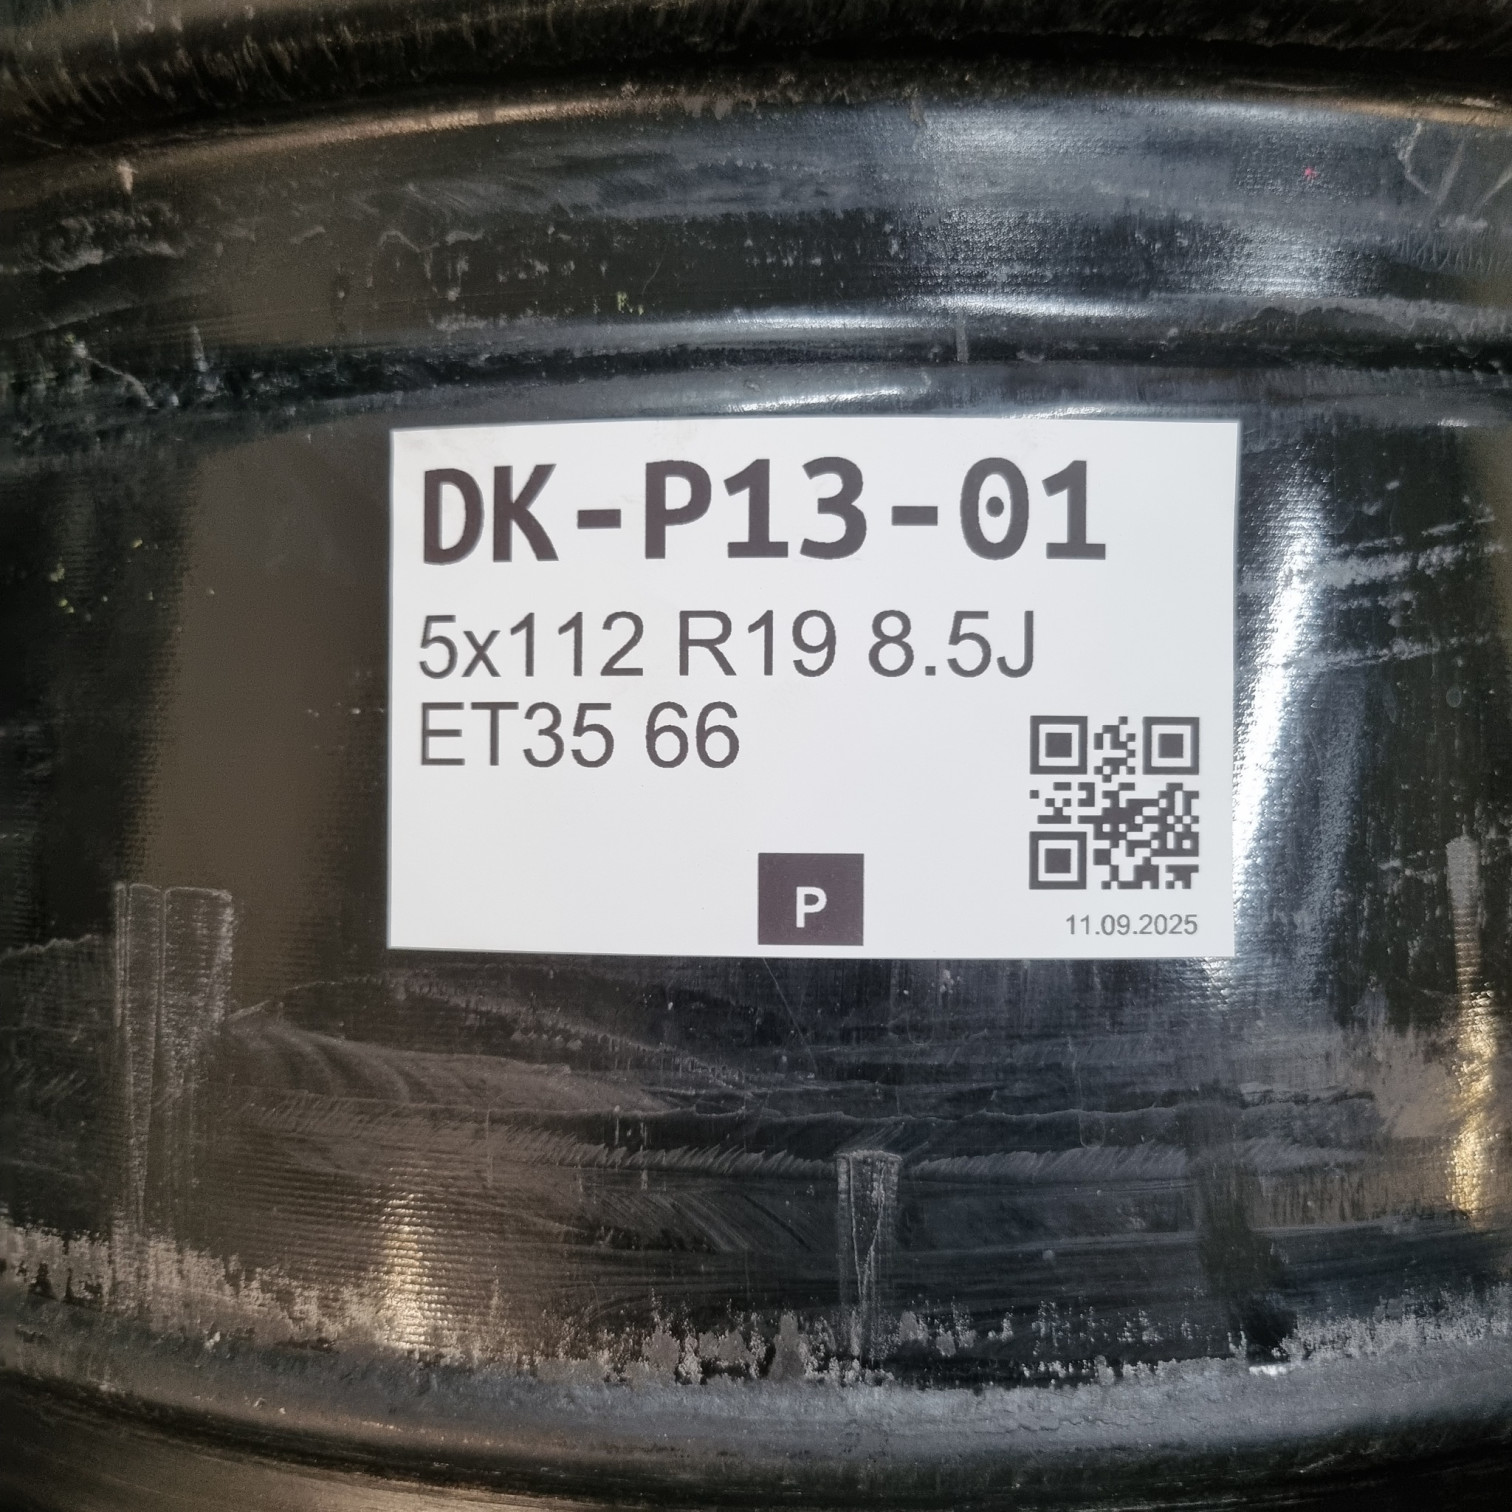 DK-P13-01
5x112 R19 8.5J
ET35 66
P
11.09.2025